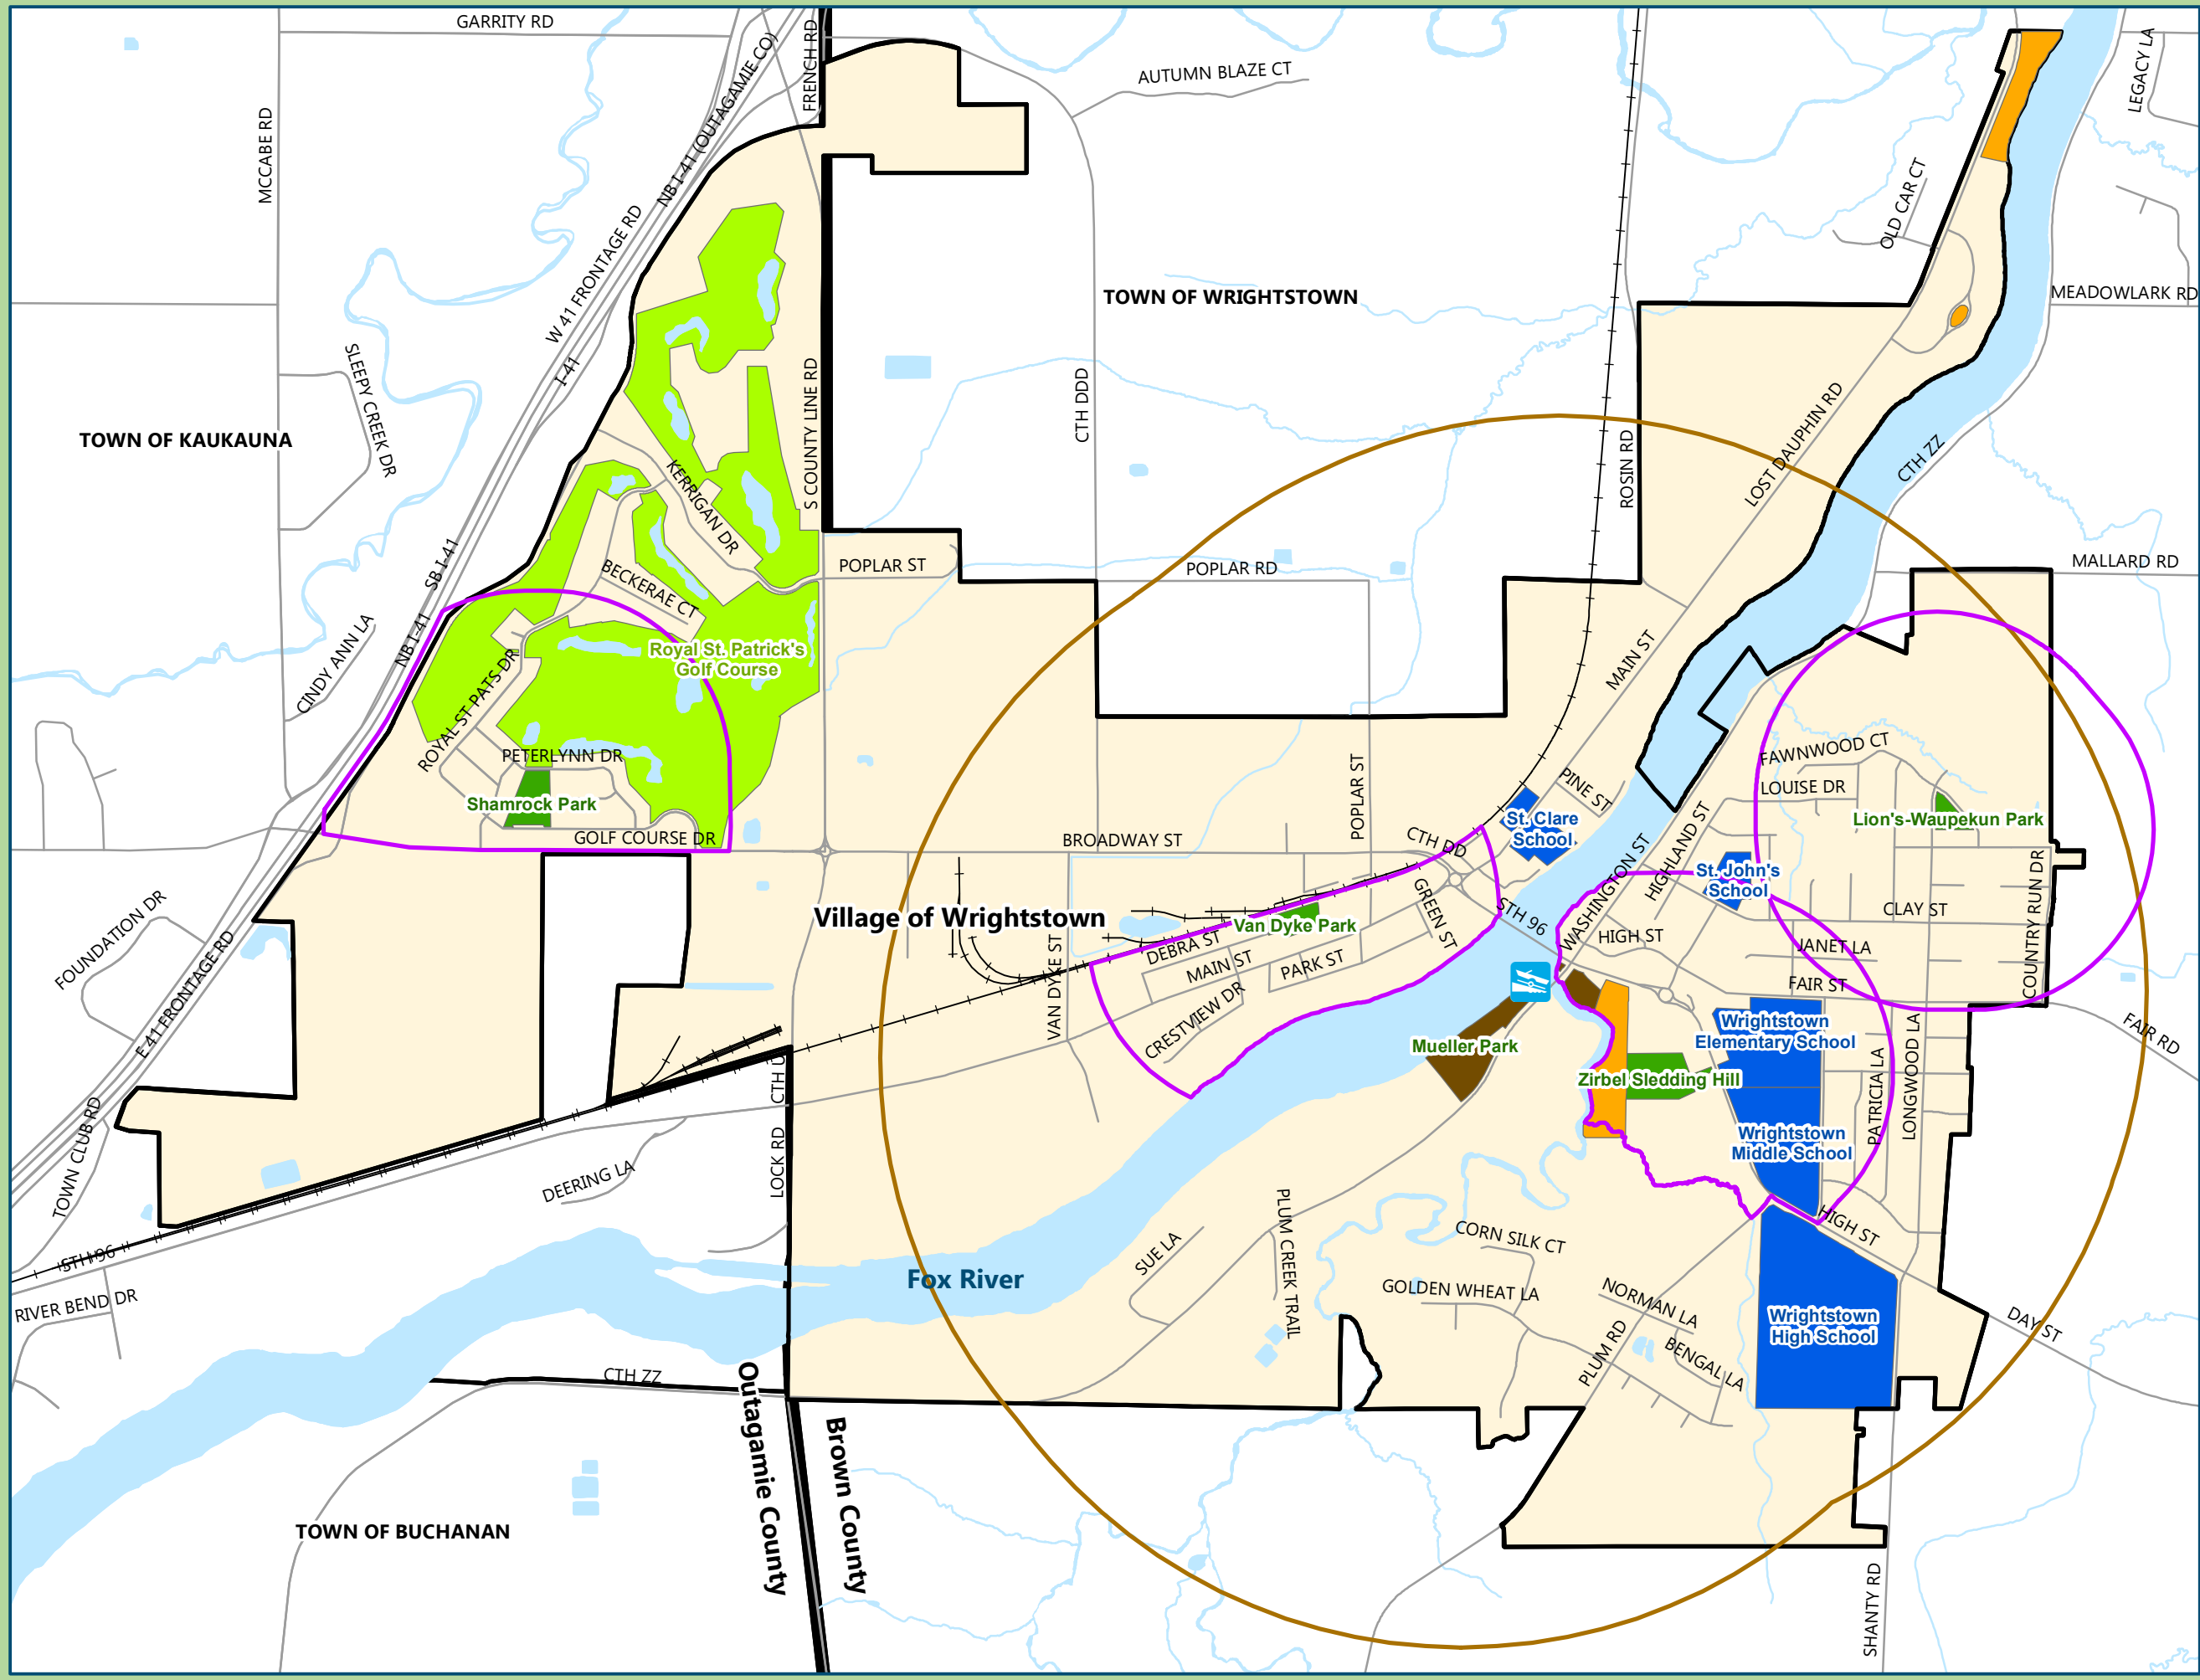 GARRITY RD
FRENCH RD
NB I-41 (OUTAGAMIE CO)
AUTUMN BLAZE CT
LEGACY LA
MCCABE RD
OLD CAR CT
W 41 FRONTAGE RD
TOWN OF WRIGHTSTOWN
MEADOWLARK RD
I-41
SLEEPY CREEK DR
S COUNTY LINE RD
CTH DDD
TOWN OF KAUKAUNA
ROSIN RD
LOST DAUPHIN RD
CTH ZZ
KERRIGAN DR
SB I-41
POPLAR ST
POPLAR RD
MALLARD RD
BECKERAE CT
NB I-41
CINDY ANN LA
Royal St. Patrick's
Golf Course
MAIN ST
ROYAL ST PATS DR
PETERLYNN DR
FAWNWOOD CT
LOUISE DR
PINE ST
POPLAR ST
Shamrock Park
GOLF COURSE DR
BROADWAY ST
CTH DD
St. Clare
School
Lion's-Waupekun Park
HIGHLAND ST
WASHINGTON ST
St. John's
School
COUNTRY RUN DR
FOUNDATION DR
Village of Wrightstown
Van Dyke Park
GREEN ST
STH 96
CLAY ST
HIGH ST
JANET LA
E 41 FRONTAGE RD
DEBRA ST
MAIN ST
PARK ST
VAN DYKE ST
CRESTVIEW DR
FAIR ST
FAIR RD
Wrightstown
Elementary School
Mueller Park
Zirbel Sledding Hill
CTH U
PATRICIA LA
LONGWOOD LA
TOWN CLUB RD
DEERING LA
LOCK RD
Wrightstown
Middle School
STH 96
SUE LA
PLUM CREEK TRAIL
CORN SILK CT
HIGH ST
Fox River
GOLDEN WHEAT LA
NORMAN LA
RIVER BEND DR
Wrightstown
High School
DAY ST
PLUM RD
BENGAL LA
CTH ZZ
Outagamie County
Brown County
TOWN OF BUCHANAN
SHANTY RD